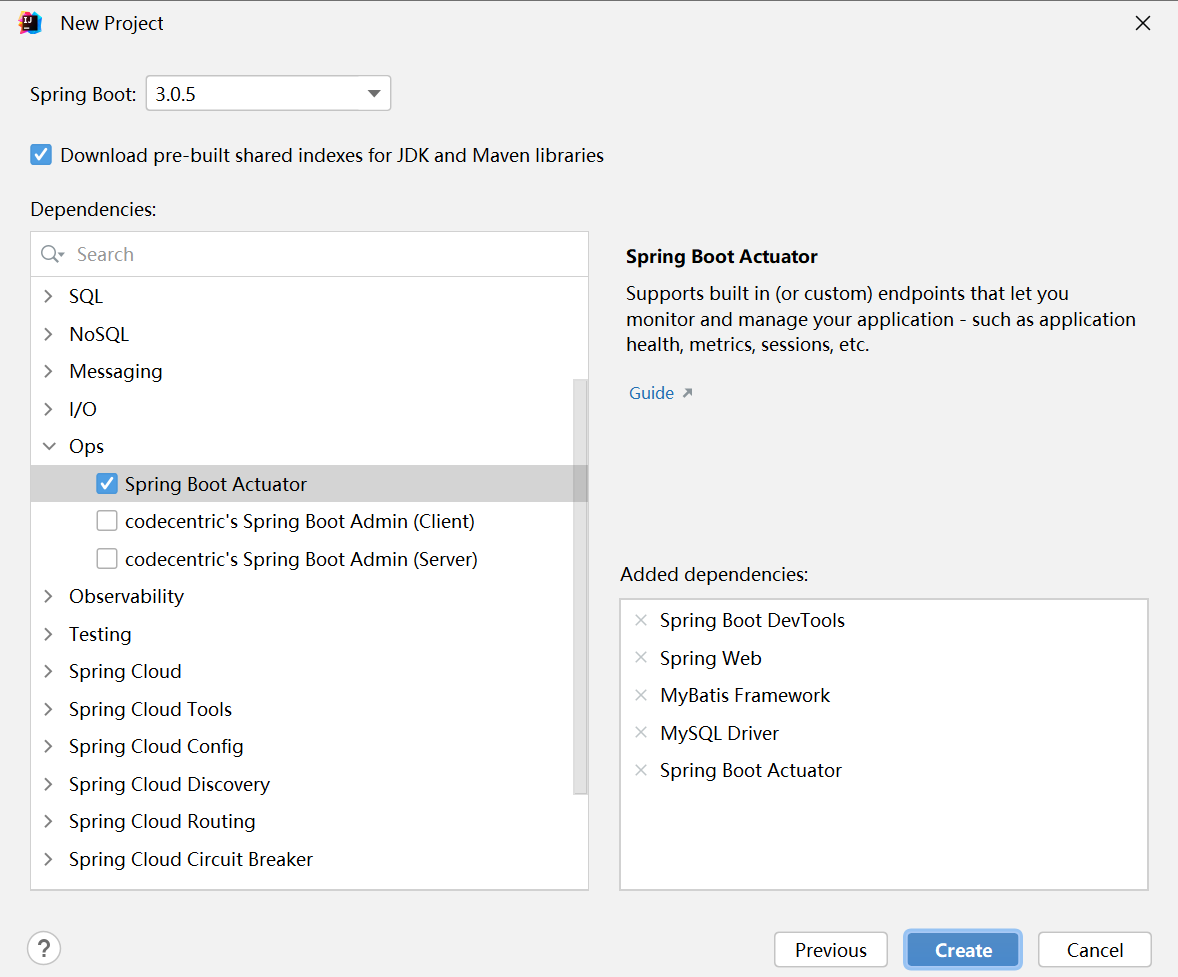 New Project
Spring Boot: 3.0.5
Download pre-built shared indexes for JDK and Maven libraries
Dependencies:
Search
SQL
NoSQL
Messaging
I/O
Ops
Spring Boot Actuator
codecentric's Spring Boot Admin (Client)
codecentric's Spring Boot Admin (Server)
Observability
Testing
Spring Cloud
Spring Cloud Tools
Spring Cloud Config
Spring Cloud Discovery
Spring Cloud Routing
Spring Cloud Circuit Breaker
Spring Boot Actuator
Supports built in (or custom) endpoints that let you
monitor and manage your application - such as application
health, metrics, sessions, etc.
Guide
Added dependencies:
Spring Boot DevTools
Spring Web
MyBatis Framework
MySQL Driver
Spring Boot Actuator
?
Previous
Create
Cancel